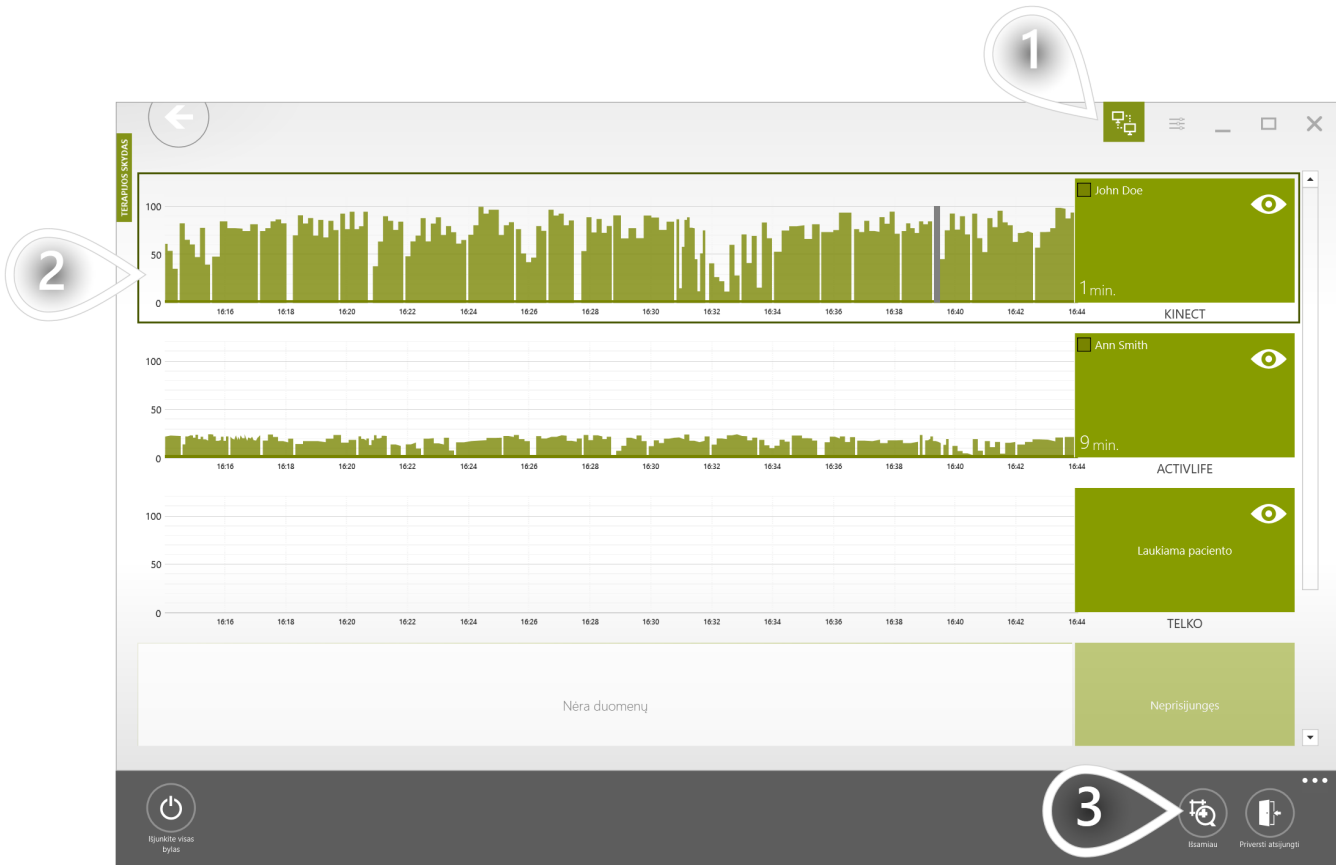 1
TERAPIJOS SKYDAS
100
50
0
16:16 16:18 16:20 16:22 16:24 16:26 16:28 16:30 16:32 16:34 16:36 16:38 16:40 16:42 16:44
John Doe
1 min.
KINECT
2
100
50
0
16:16 16:18 16:20 16:22 16:24 16:26 16:28 16:30 16:32 16:34 16:36 16:38 16:40 16:42 16:44
Ann Smith
9 min.
ACTIVLIFE
100
50
0
16:16 16:18 16:20 16:22 16:24 16:26 16:28 16:30 16:32 16:34 16:36 16:38 16:40 16:42 16:44
Laukiama paciento
TELKO
Nėra duomenų
Neprisijungęs
Išjunkite visas
bylas
3
Išsamiau
Priversti atsijungti